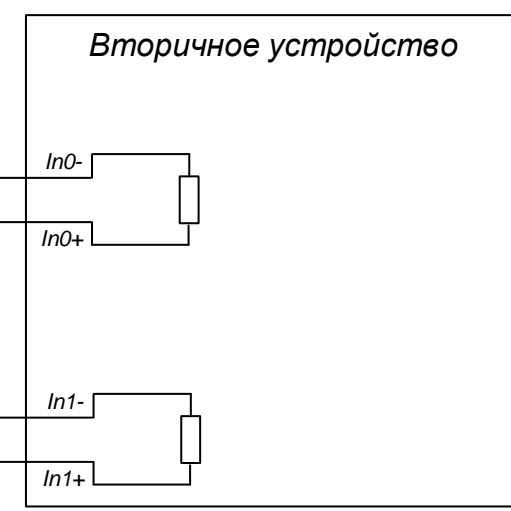 Вторичное устройство
In0-
In0+
In1-
In1+